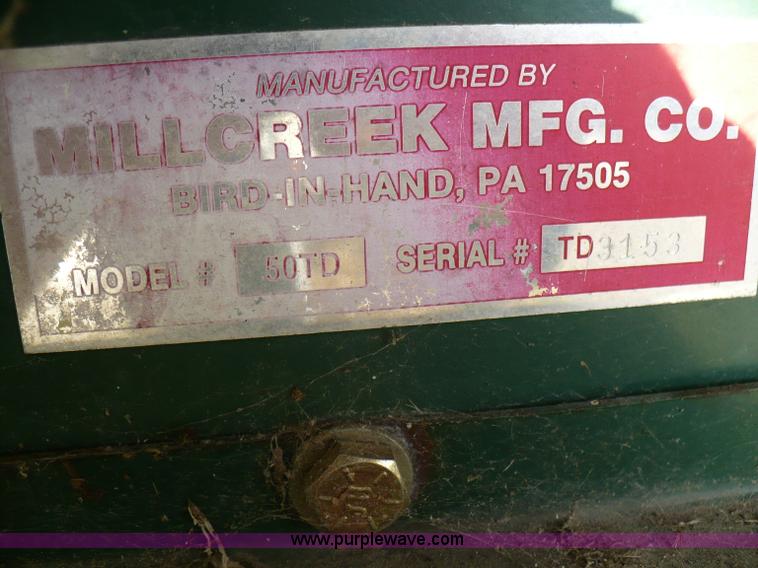 MANUFACTURED BY
MILLCREEK MFG. CO.
BIRD-IN-HAND, PA 17505
MODEL # 50TD SERIAL # TD3153
www.purplewave.com